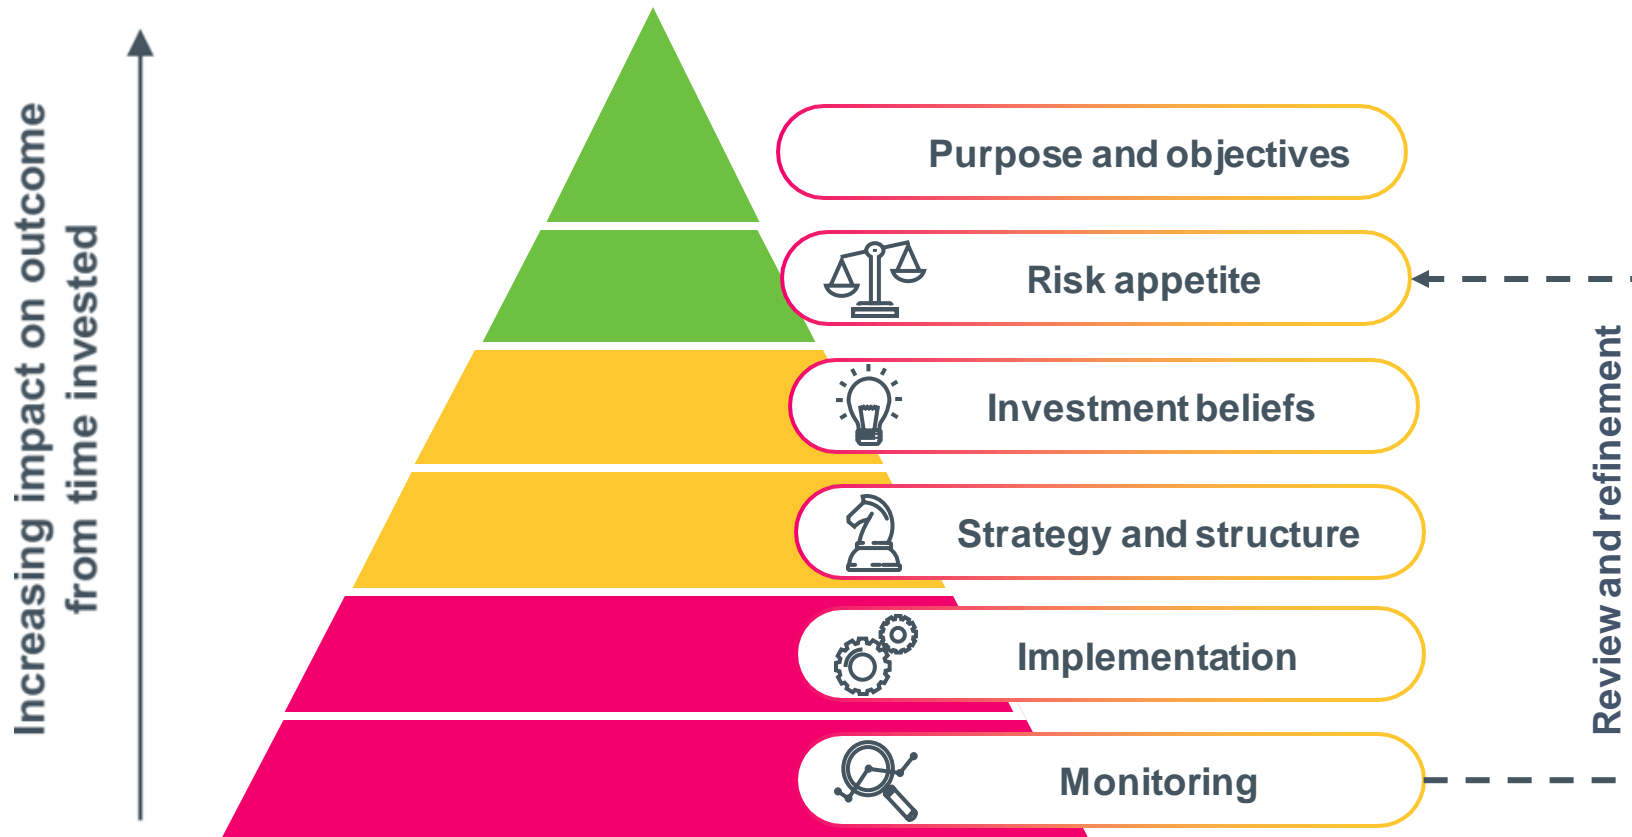 Increasing impact on outcome
from time invested
Purpose and objectives
Risk appetite
Investment beliefs
Strategy and structure
Implementation
Monitoring
Review and refinement